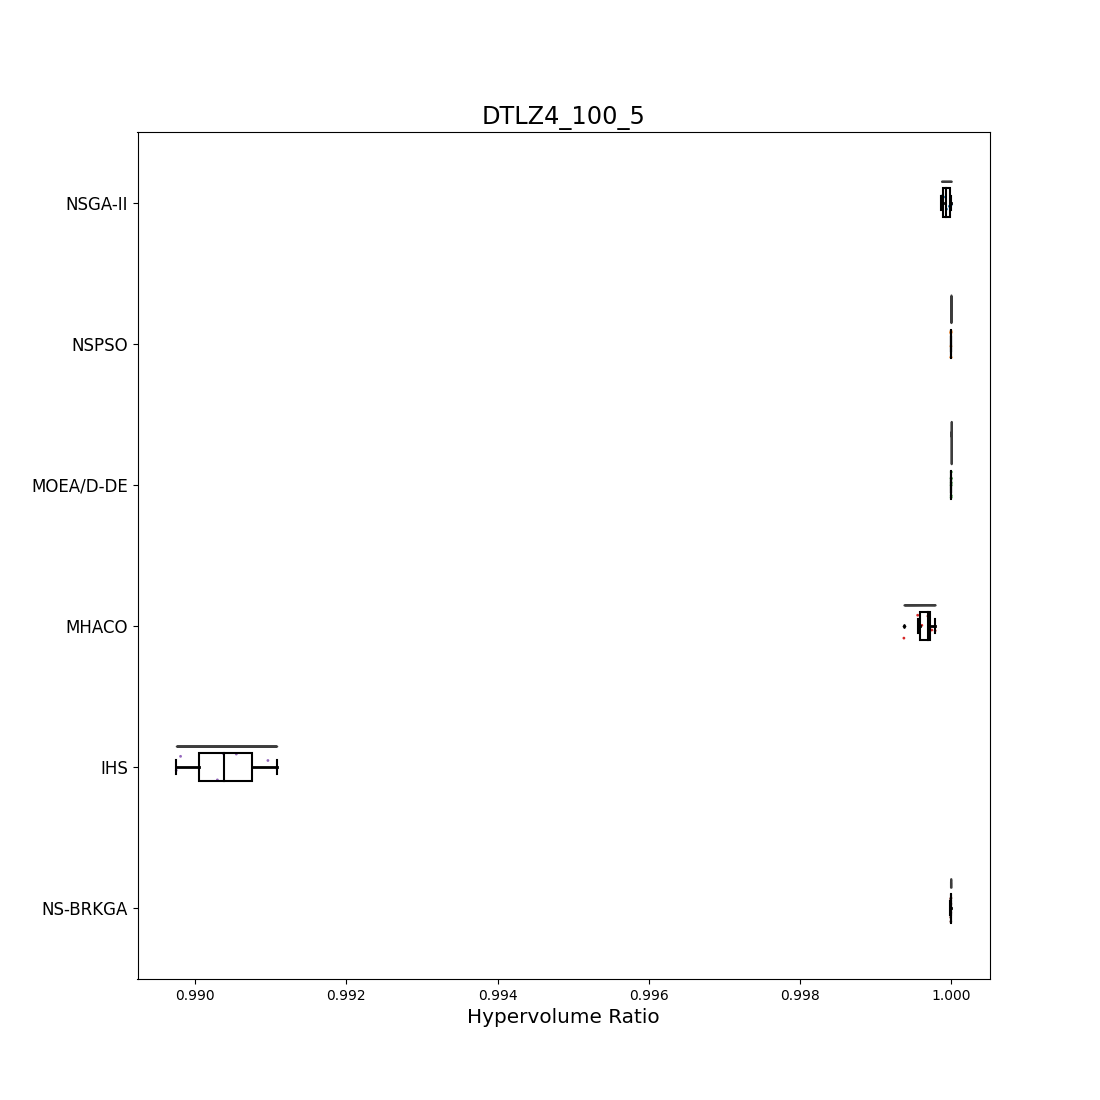 DTLZ4_100_5
NSGA-II
NSPSO
MOEA/D-DE
MHACO
IHS
NS-BRKGA
0.990 0.992 0.994 0.996 0.998 1.000
Hypervolume Ratio